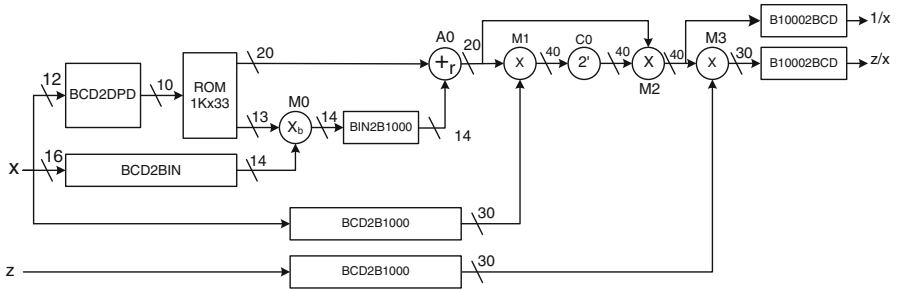 B10002BCD
1/x
M3
B10002BCD
z/x
30
X
M1
C0
M2
40
40
40
X
2'
X
A0
20
20
+r
12
BCD2DPD
10
ROM
1Kx33
13
M0
Xb
14
BIN2B1000
14
X
16
BCD2BIN
14
BCD2B1000
30
z
BCD2B1000
30